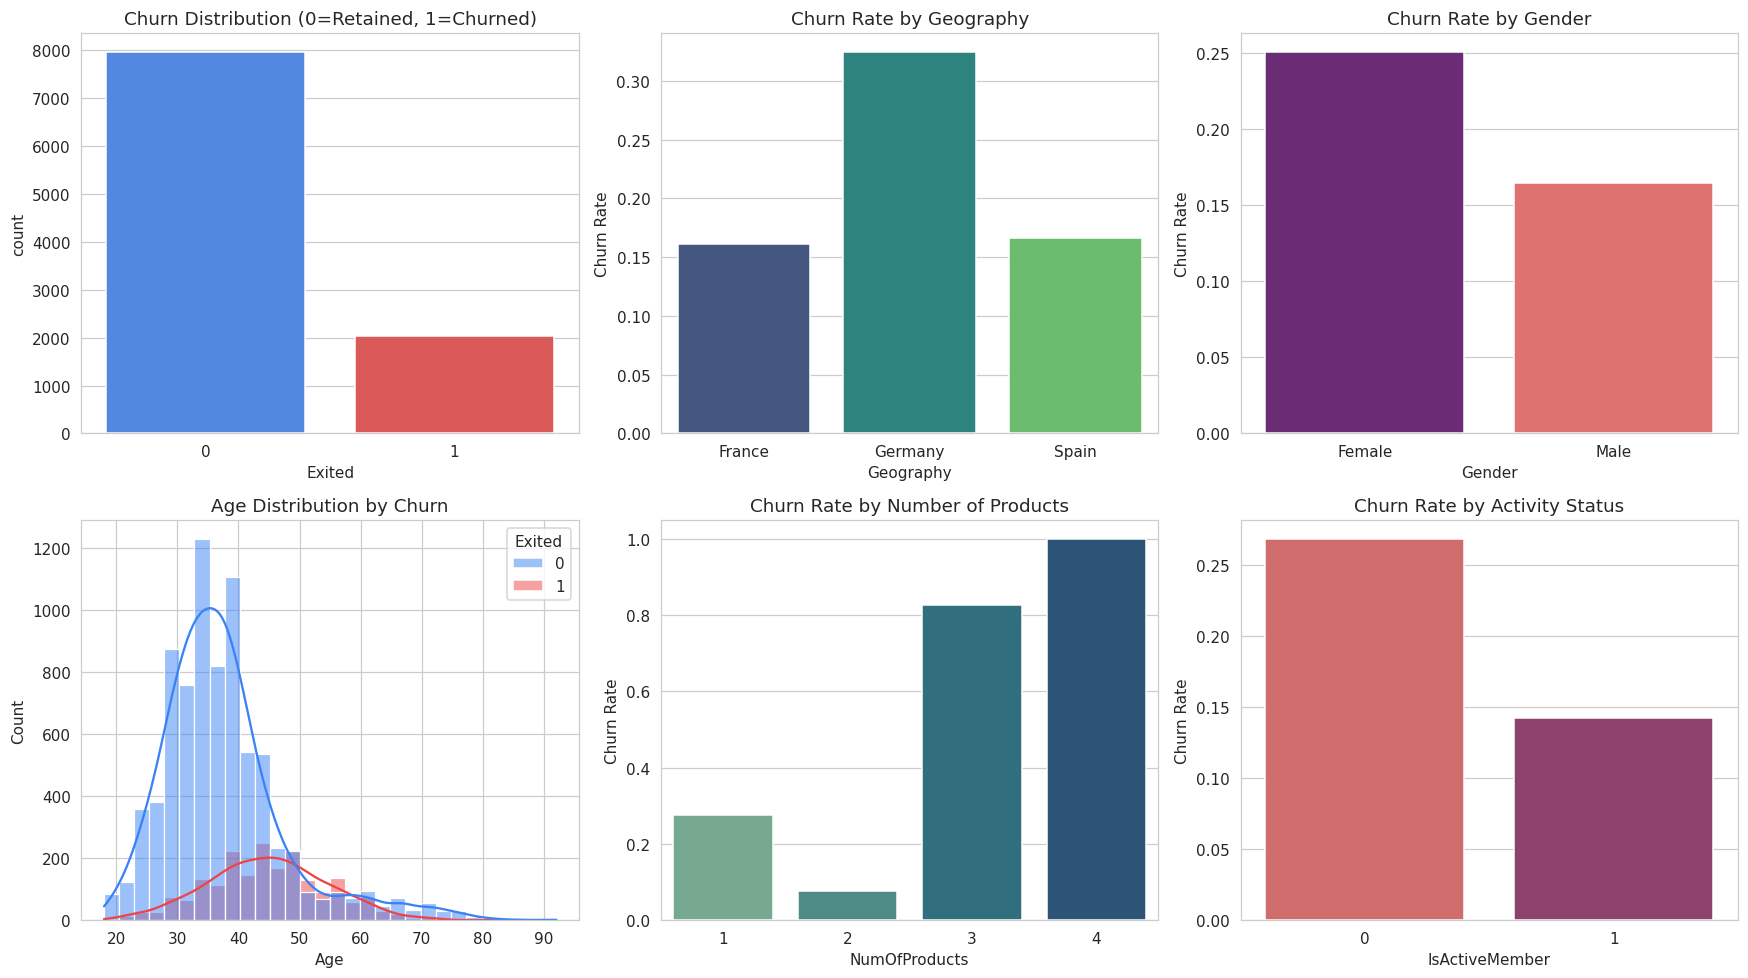 Churn Distribution (0=Retained, 1=Churned)
8000
7000
6000
5000
4000
3000
2000
1000
0
count
0 1
Exited
Churn Rate by Geography
0.30
0.25
0.20
0.15
0.10
0.05
0.00
Churn Rate
France Germany Spain
Geography
Churn Rate by Gender
0.25
0.20
0.15
0.10
0.05
0.00
Churn Rate
Female Male
Gender
Age Distribution by Churn
Exited
0
1
1200
1000
800
600
400
200
0
Count
20 30 40 50 60 70 80 90
Age
Churn Rate by Number of Products
1.0
0.8
0.6
0.4
0.2
0.0
Churn Rate
1 2 3 4
NumOfProducts
Churn Rate by Activity Status
0.25
0.20
0.15
0.10
0.05
0.00
Churn Rate
0 1
IsActiveMember